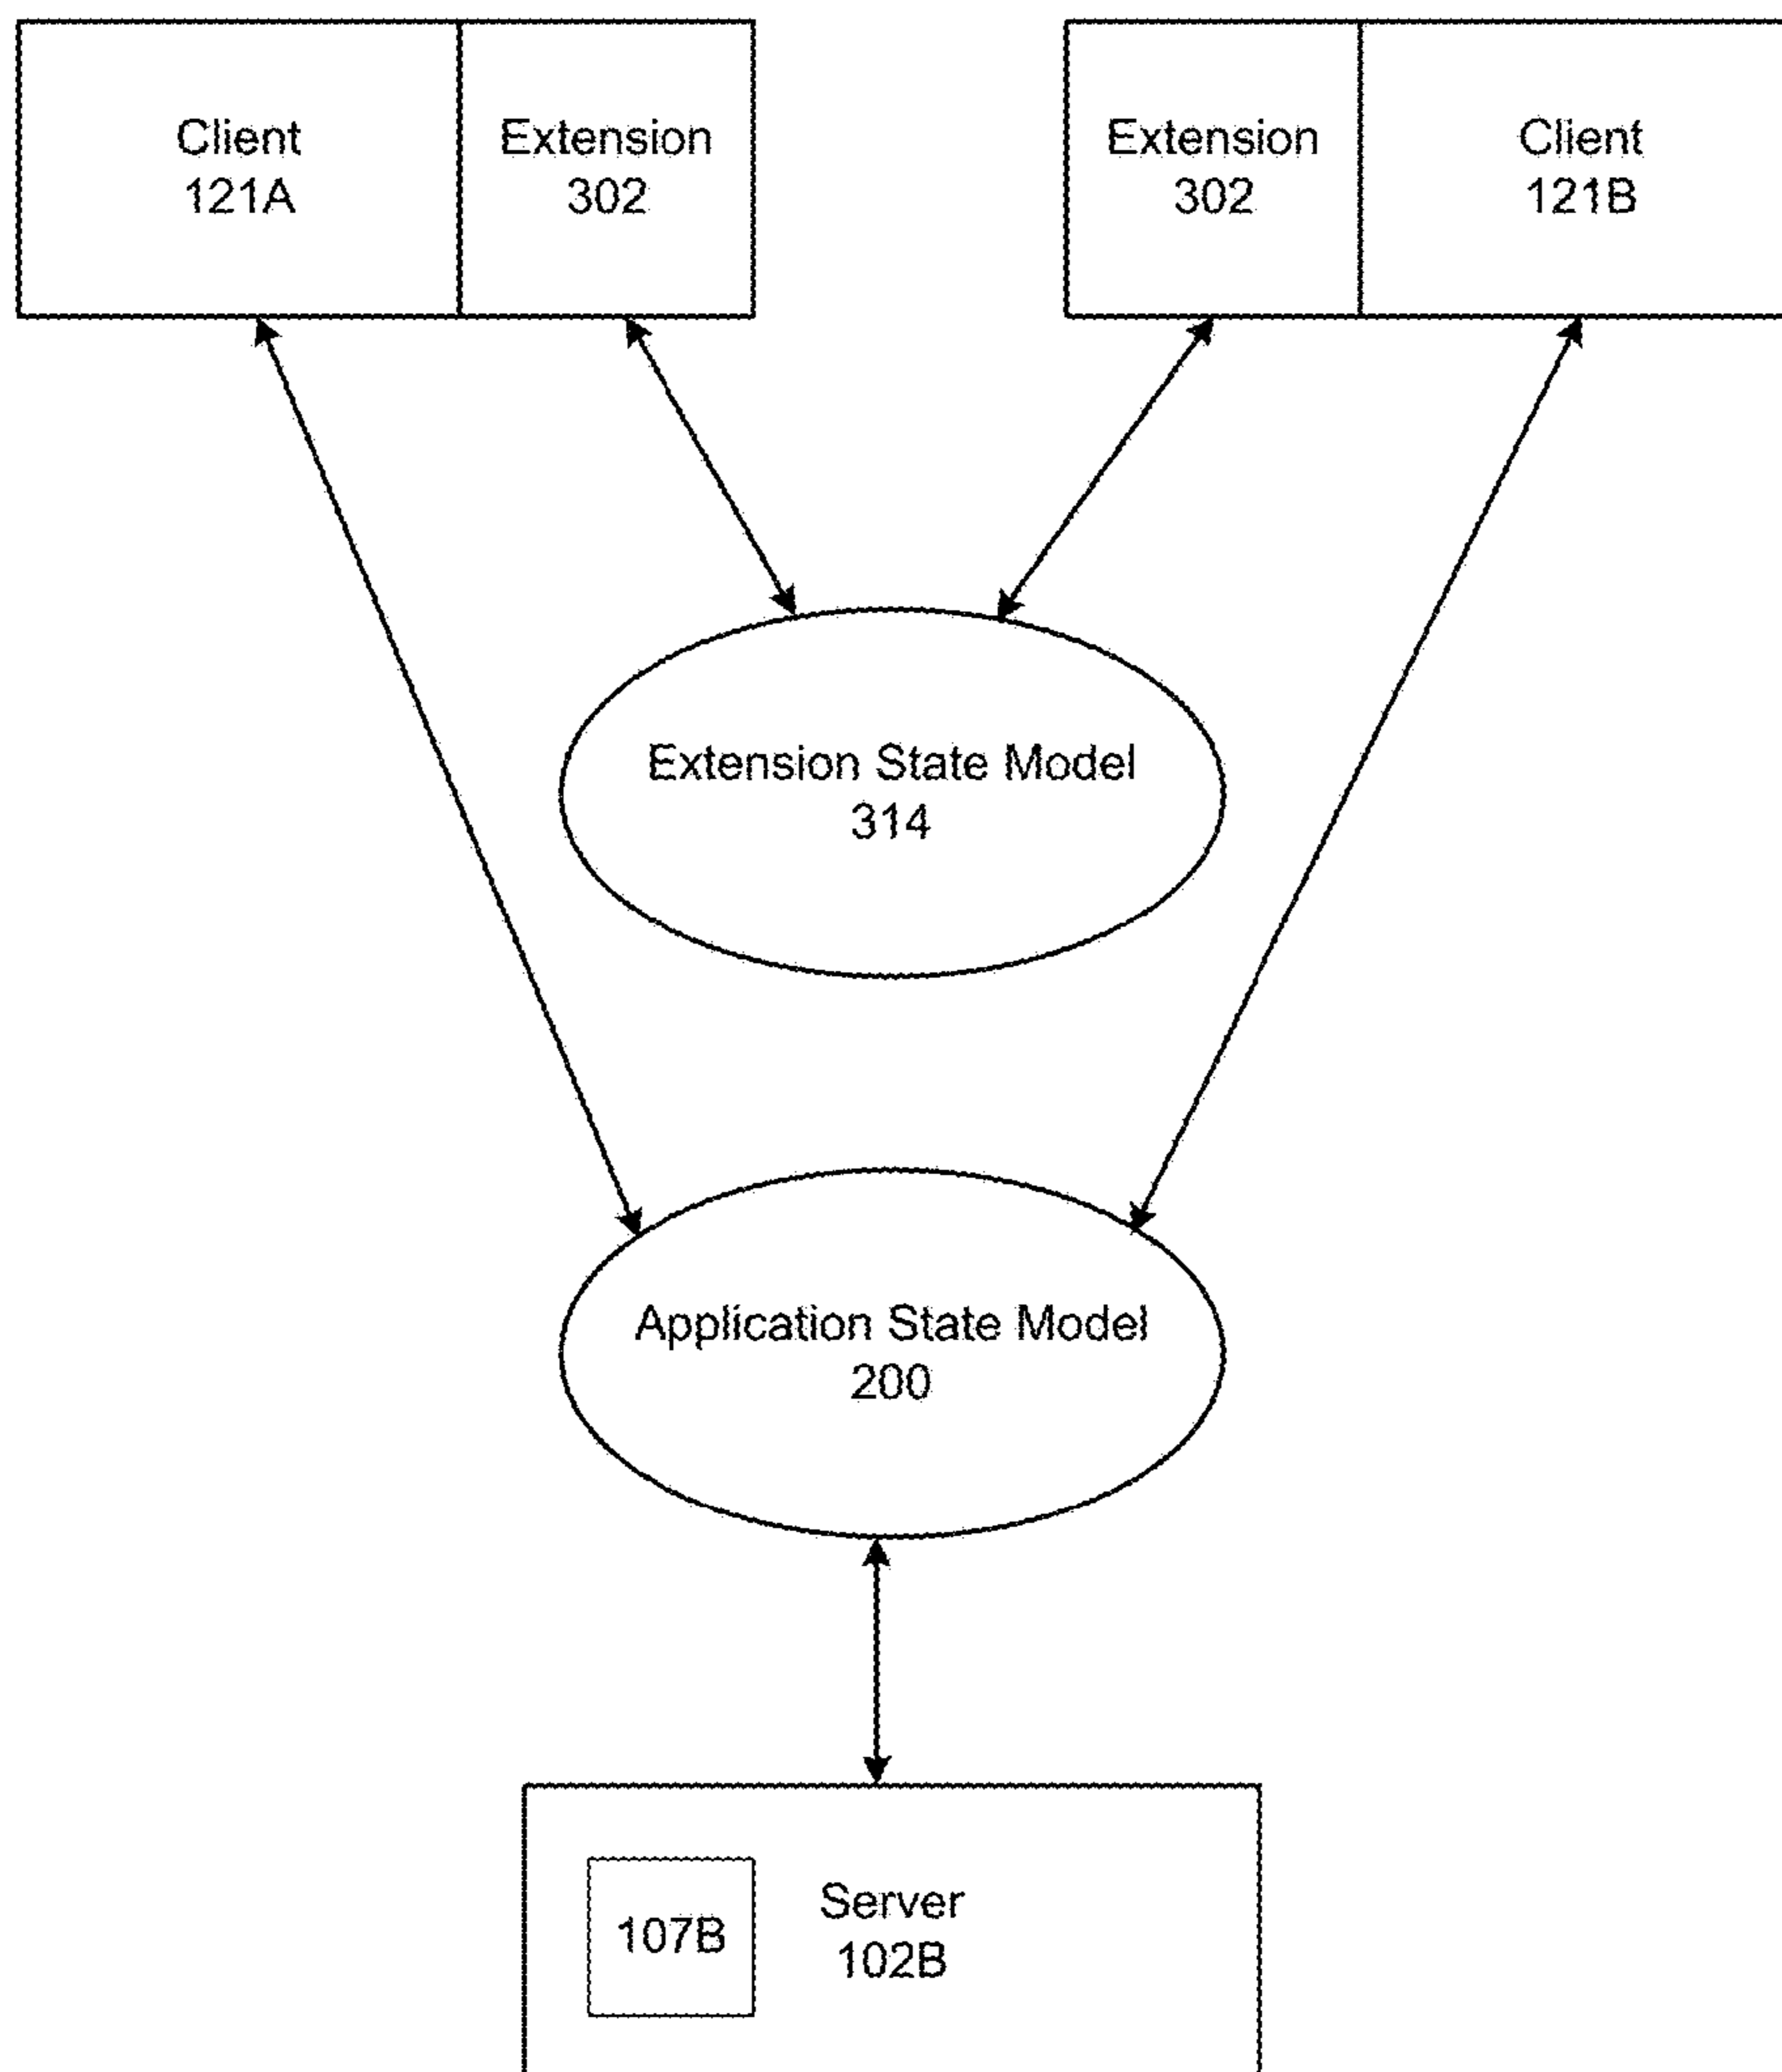 Client
121A
Extension
302
Extension
302
Client
121B
Extension State Model
314
Application State Model
200
107B
Server
102B